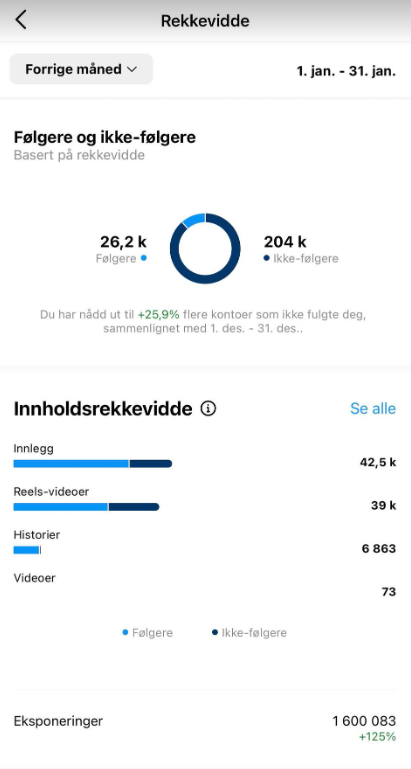 Rekkevidde
Forrige måned
1. jan. - 31. jan.
Følgere og ikke-følgere
Basert på rekkevidde
26,2 k
Følgere
204 k
Ikke-følgere
Du har nådd ut til +25,9% flere kontoer som ikke fulgte deg,
sammenlignet med 1. des. - 31. des..
Innholdsrekkevidde
Se alle
Innlegg
42,5 k
Reels-videoer
39 k
Historier
6 863
Videoer
73
Følgere
Ikke-følgere
Eksponeringer
1 600 083
+125%